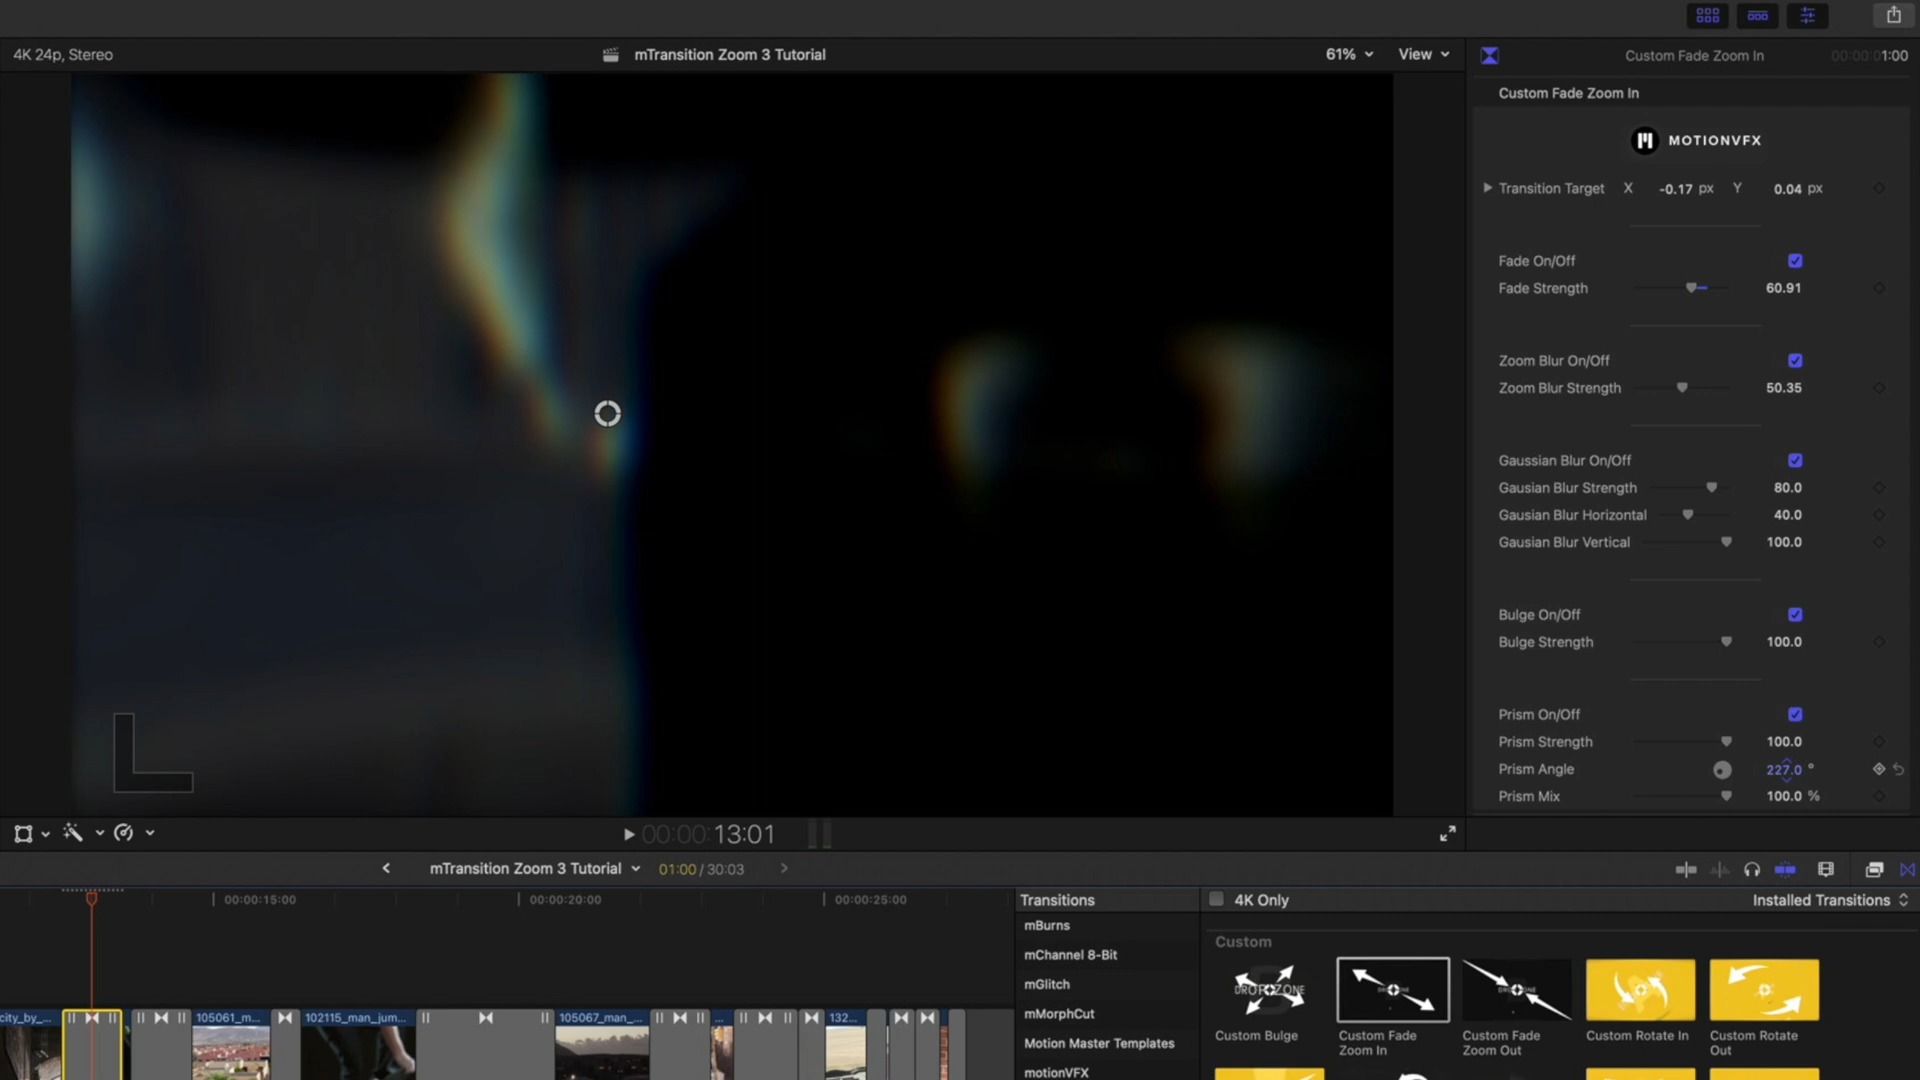 4K 24p, Stereo
mTransition Zoom 3 Tutorial
61%
View
Custom Fade Zoom In
00:00:01:00
Custom Fade Zoom In
MOTIONVFX
Transition Target X -0.17 px Y 0.04 px
Fade On/Off
Fade Strength 60.91
Zoom Blur On/Off
Zoom Blur Strength 50.35
Gaussian Blur On/Off
Gausian Blur Strength 80.0
Gausian Blur Horizontal 40.0
Gausian Blur Vertical 100.0
Bulge On/Off
Bulge Strength 100.0
Prism On/Off
Prism Strength 100.0
Prism Angle 227.0 °
Prism Mix 100.0 %
00:00:13:01
mTransition Zoom 3 Tutorial
01:00 / 30:03
00:00:15:00
00:00:20:00
00:00:25:00
Transitions
4K Only
Installed Transitions
mBurns
mChannel 8-Bit
mGlitch
mMorphCut
Motion Master Templates
motionVFX
Custom
Custom Bulge
Custom Fade Zoom In
Custom Fade Zoom Out
Custom Rotate In
Custom Rotate Out
city_by_...
105061_m...
102115_man_jum...
105067_man_...
...
132...